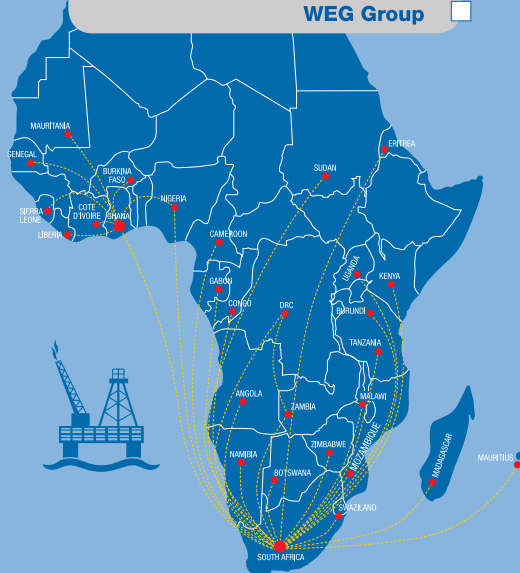 WEG Group
MAURITANIA
SENEGAL
BURKINA
FASO
ERITREA
SUDAN
NIGERIA
SIERRA
LEONE
COTE
D'IVOIRE
GHANA
LIBERIA
CAMEROON
UGANDA
KENYA
GABON
CONGO
DRC
BURUNDI
TANZANIA
ANGOLA
ZAMBIA
MALAWI
MOZAMBIQUE
ZIMBABWE
NAMIBIA
BOTSWANA
MADAGASCAR
MAURITIUS
SWAZILAND
SOUTH AFRICA